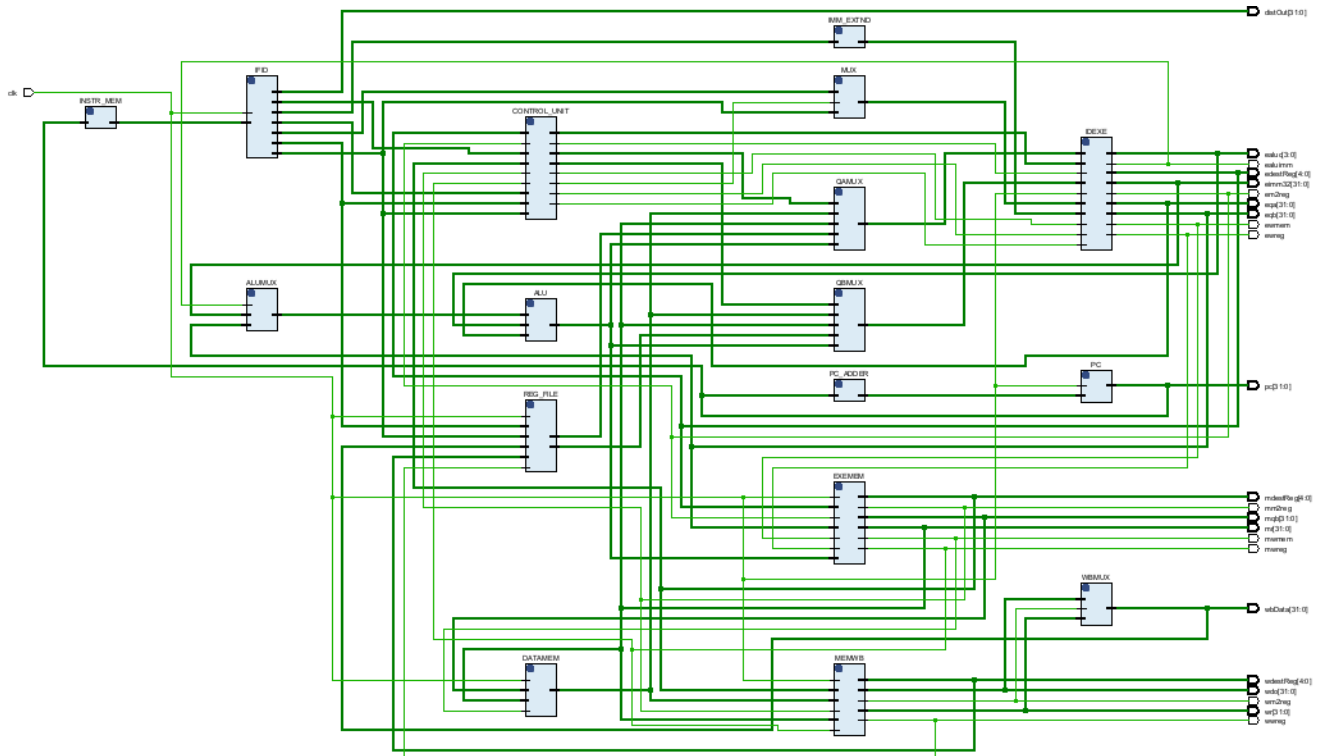 dstOut[31:0]
IMM_EXTND
IFID
MUX
clk
INSTR_MEM
CONTROL_UNIT
IDEXE
ealuc[3:0]
ealuimm
edestReg[4:0]
eimm32[31:0]
em2reg
eqa[31:0]
eqb[31:0]
ewmem
ewreg
QAMUX
ALUMUX
ALU
QBMUX
PC_ADDER
PC
pc[31:0]
REG_FILE
EXEMEM
mdestReg[4:0]
mm2reg
mqb[31:0]
mr[31:0]
mwmem
mwreg
WBMUX
wbData[31:0]
DATAMEM
MEMWB
wdestReg[4:0]
wdo[31:0]
wm2reg
wr[31:0]
wwreg